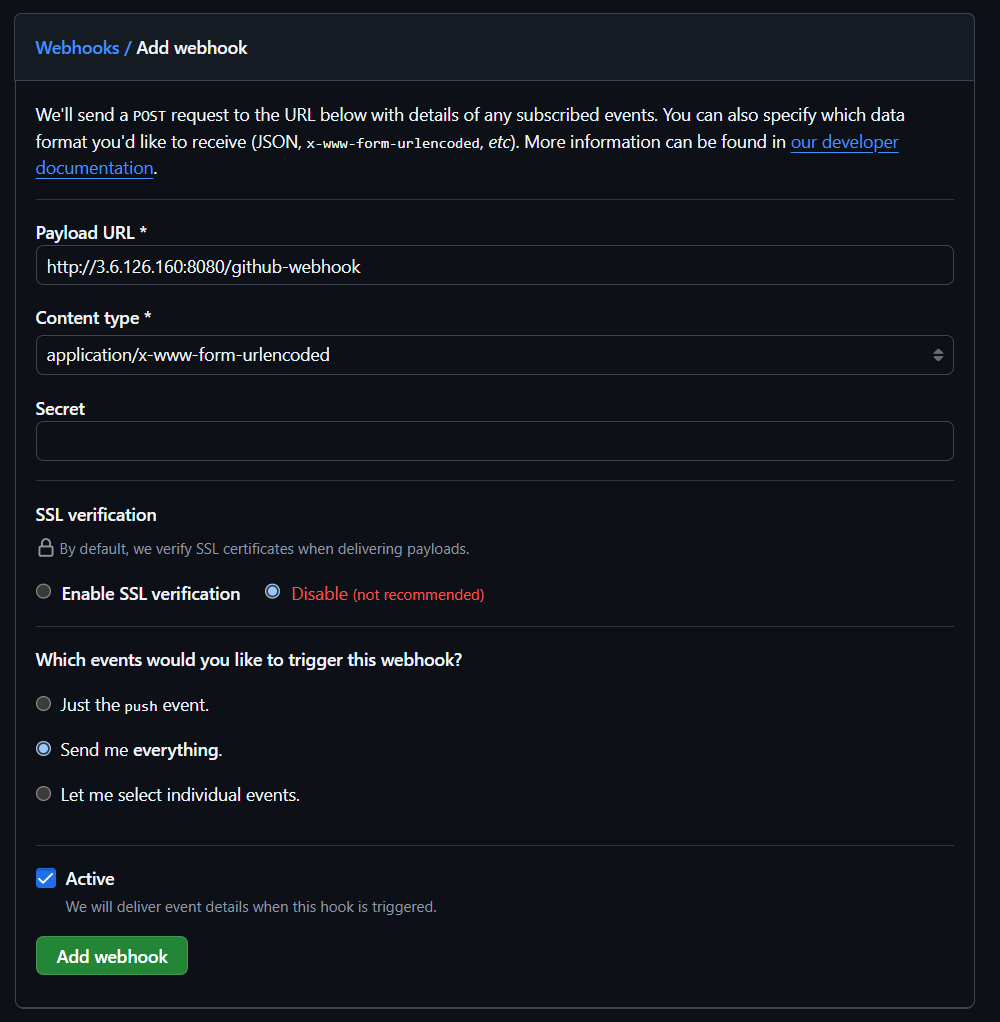 Webhooks / Add webhook
We'll send a POST request to the URL below with details of any subscribed events. You can also specify which data
format you'd like to receive (JSON, x-www-form-urlencoded, etc). More information can be found in our developer
documentation.
Payload URL *
http://3.6.126.160:8080/github-webhook
Content type *
application/x-www-form-urlencoded
Secret
SSL verification
By default, we verify SSL certificates when delivering payloads.
Enable SSL verification Disable (not recommended)
Which events would you like to trigger this webhook?
Just the push event.
Send me everything.
Let me select individual events.
Active
We will deliver event details when this hook is triggered.
Add webhook